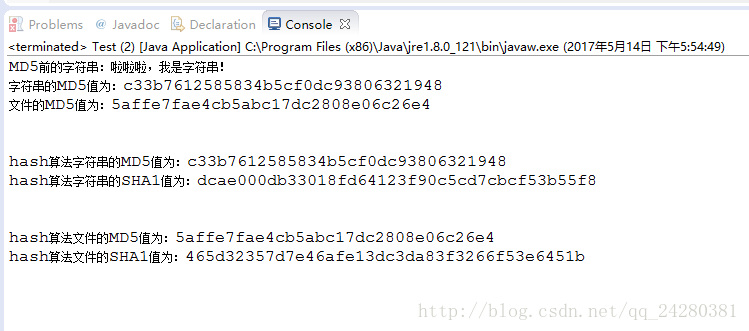 Problems @ Javadoc Declaration Console
<terminated> Test (2) [Java Application] C:\Program Files (x86)\Java\jre1.8.0_121\bin\javaw.exe (2017年5月14日 下午5:54:49)
MD5前的字符串：啦啦啦，我是字符串！
字符串的MD5值为：c33b7612585834b5cf0dc93806321948
文件的MD5值为：5affe7fae4cb5abc17dc2808e06c26e4
hash算法字符串的MD5值为：c33b7612585834b5cf0dc93806321948
hash算法字符串的SHA1值为：dcae000db33018fd64123f90c5cd7cbcf53b55f8
hash算法文件的MD5值为：5affe7fae4cb5abc17dc2808e06c26e4
hash算法文件的SHA1值为：465d32357d7e46afe13dc3da83f3266f53e6451b
http://blog.csdn.net/qq_24280381